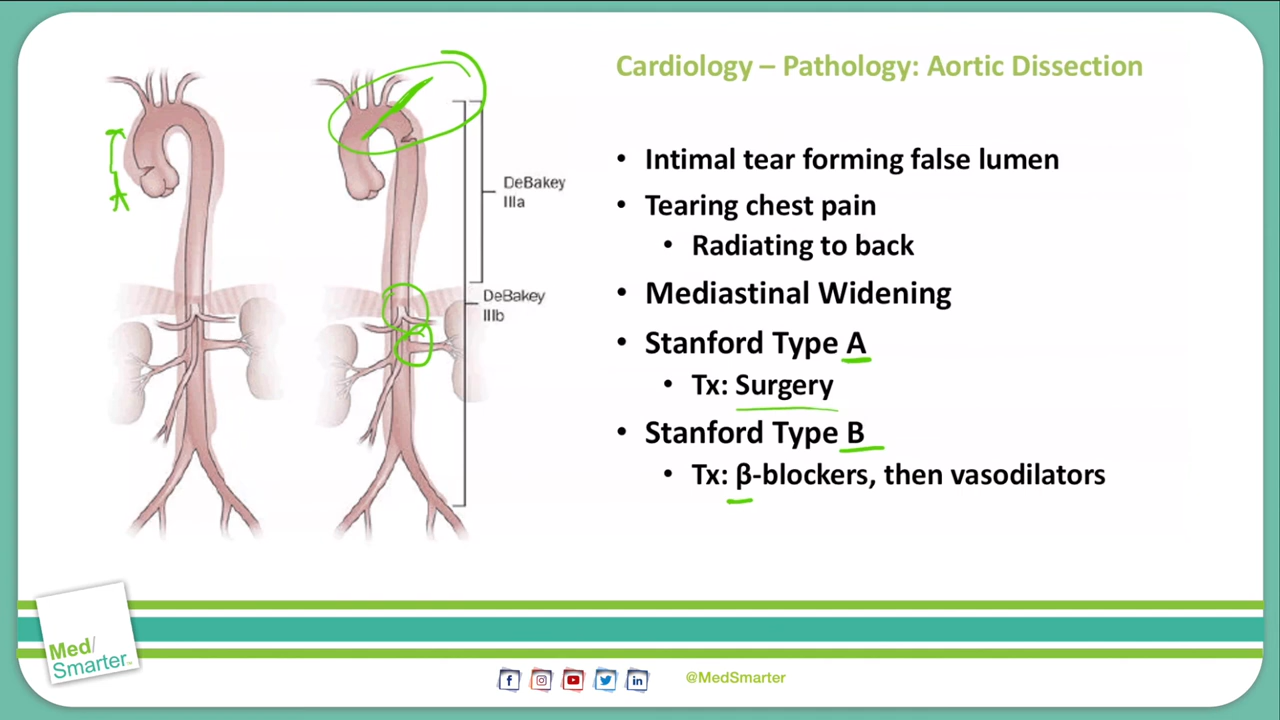 Cardiology – Pathology: Aortic Dissection
DeBakey
IIIa
DeBakey
IIIb
• Intimal tear forming false lumen
• Tearing chest pain
• Radiating to back
• Mediastinal Widening
• Stanford Type A
• Tx: Surgery
• Stanford Type B
• Tx: β-blockers, then vasodilators
Med/
Smarter™
@MedSmarter